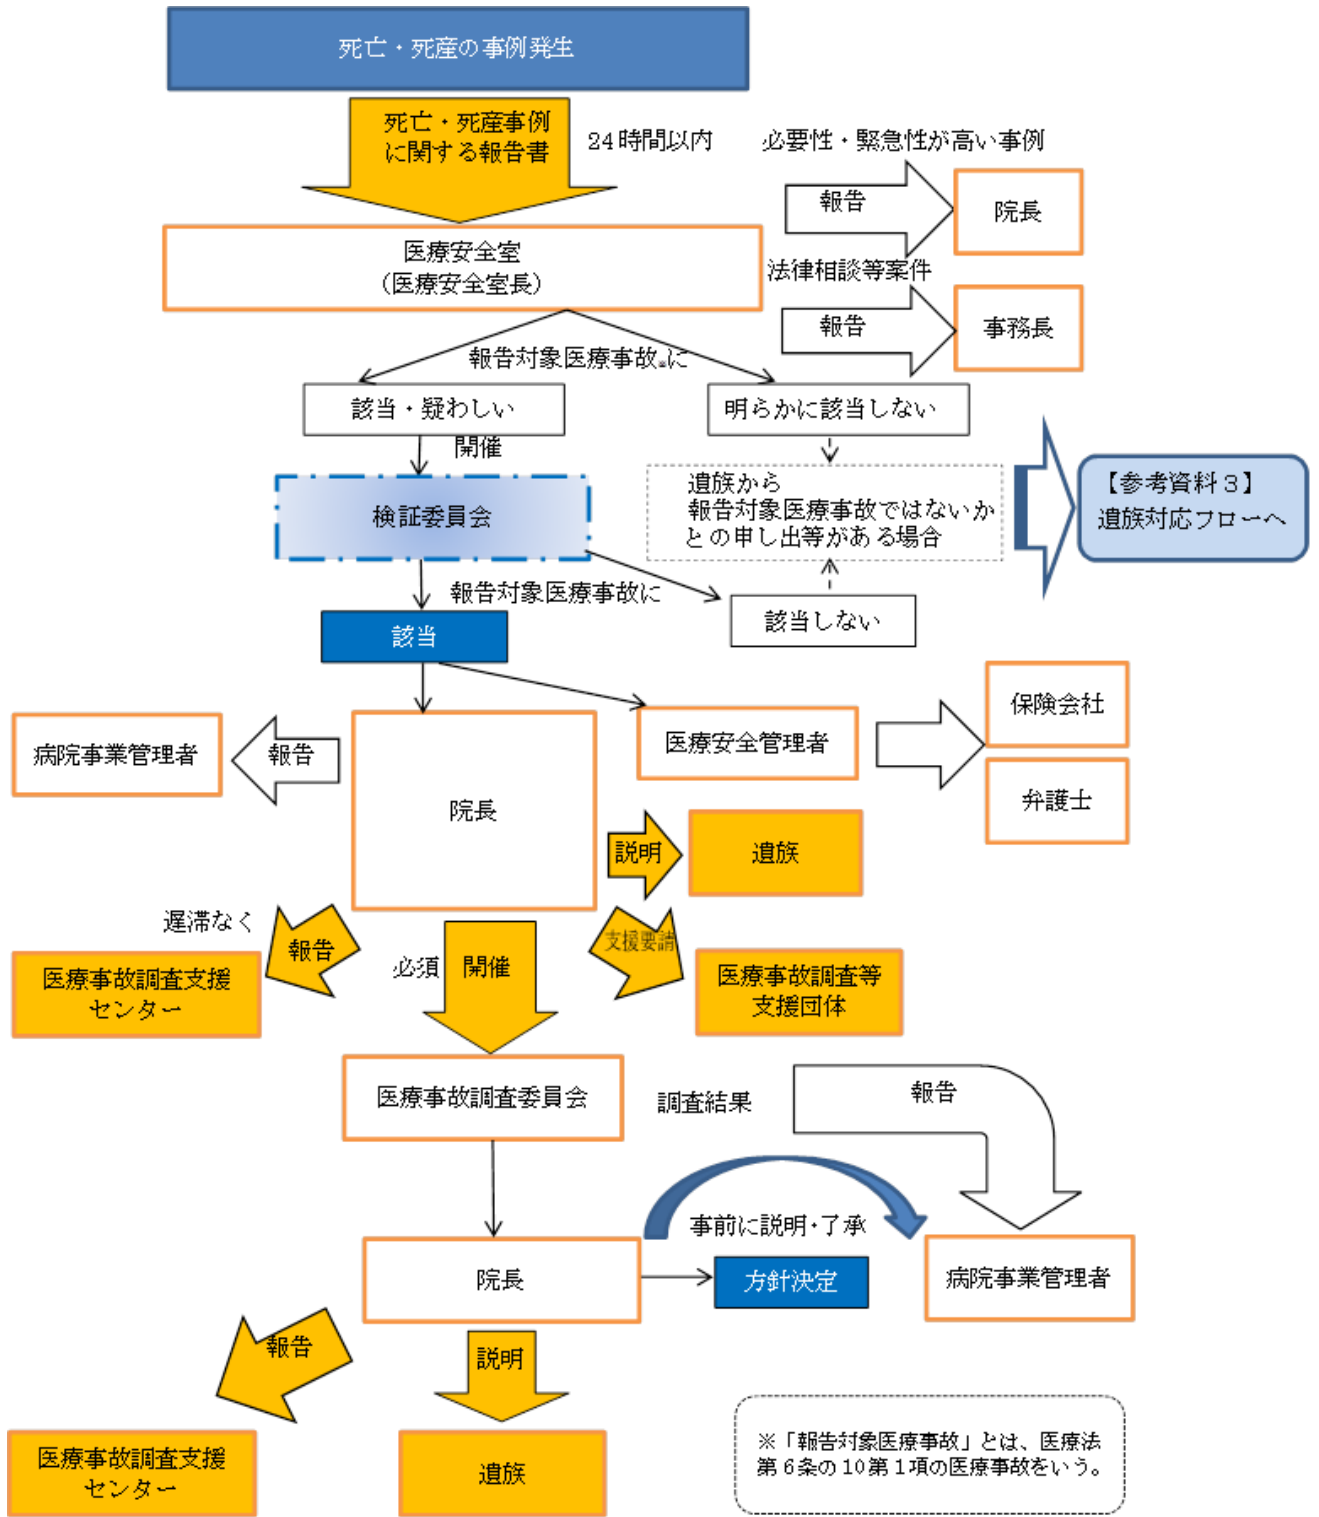 死亡・死産の事例発生
死亡・死産事例
に関する報告書
24時間以内
必要性・緊急性が高い事例
報告
院長
医療安全室
（医療安全室長）
法律相談等案件
報告
事務長
報告対象医療事故※に
該当・疑わしい
明らかに該当しない
開催
検証委員会
遺族から
報告対象医療事故ではないか
との申し出等がある場合
【参考資料３】
遺族対応フローへ
報告対象医療事故に
該当しない
該当
病院事業管理者
報告
院長
医療安全管理者
保険会社
弁護士
説明
遺族
遅滞なく
報告
医療事故調査支援
センター
必須
開催
支援要請
医療事故調査等
支援団体
医療事故調査委員会
調査結果
報告
事前に説明・了承
院長
方針決定
病院事業管理者
報告
説明
医療事故調査支援
センター
遺族
※「報告対象医療事故」とは、医療法
第６条の10第１項の医療事故をいう。